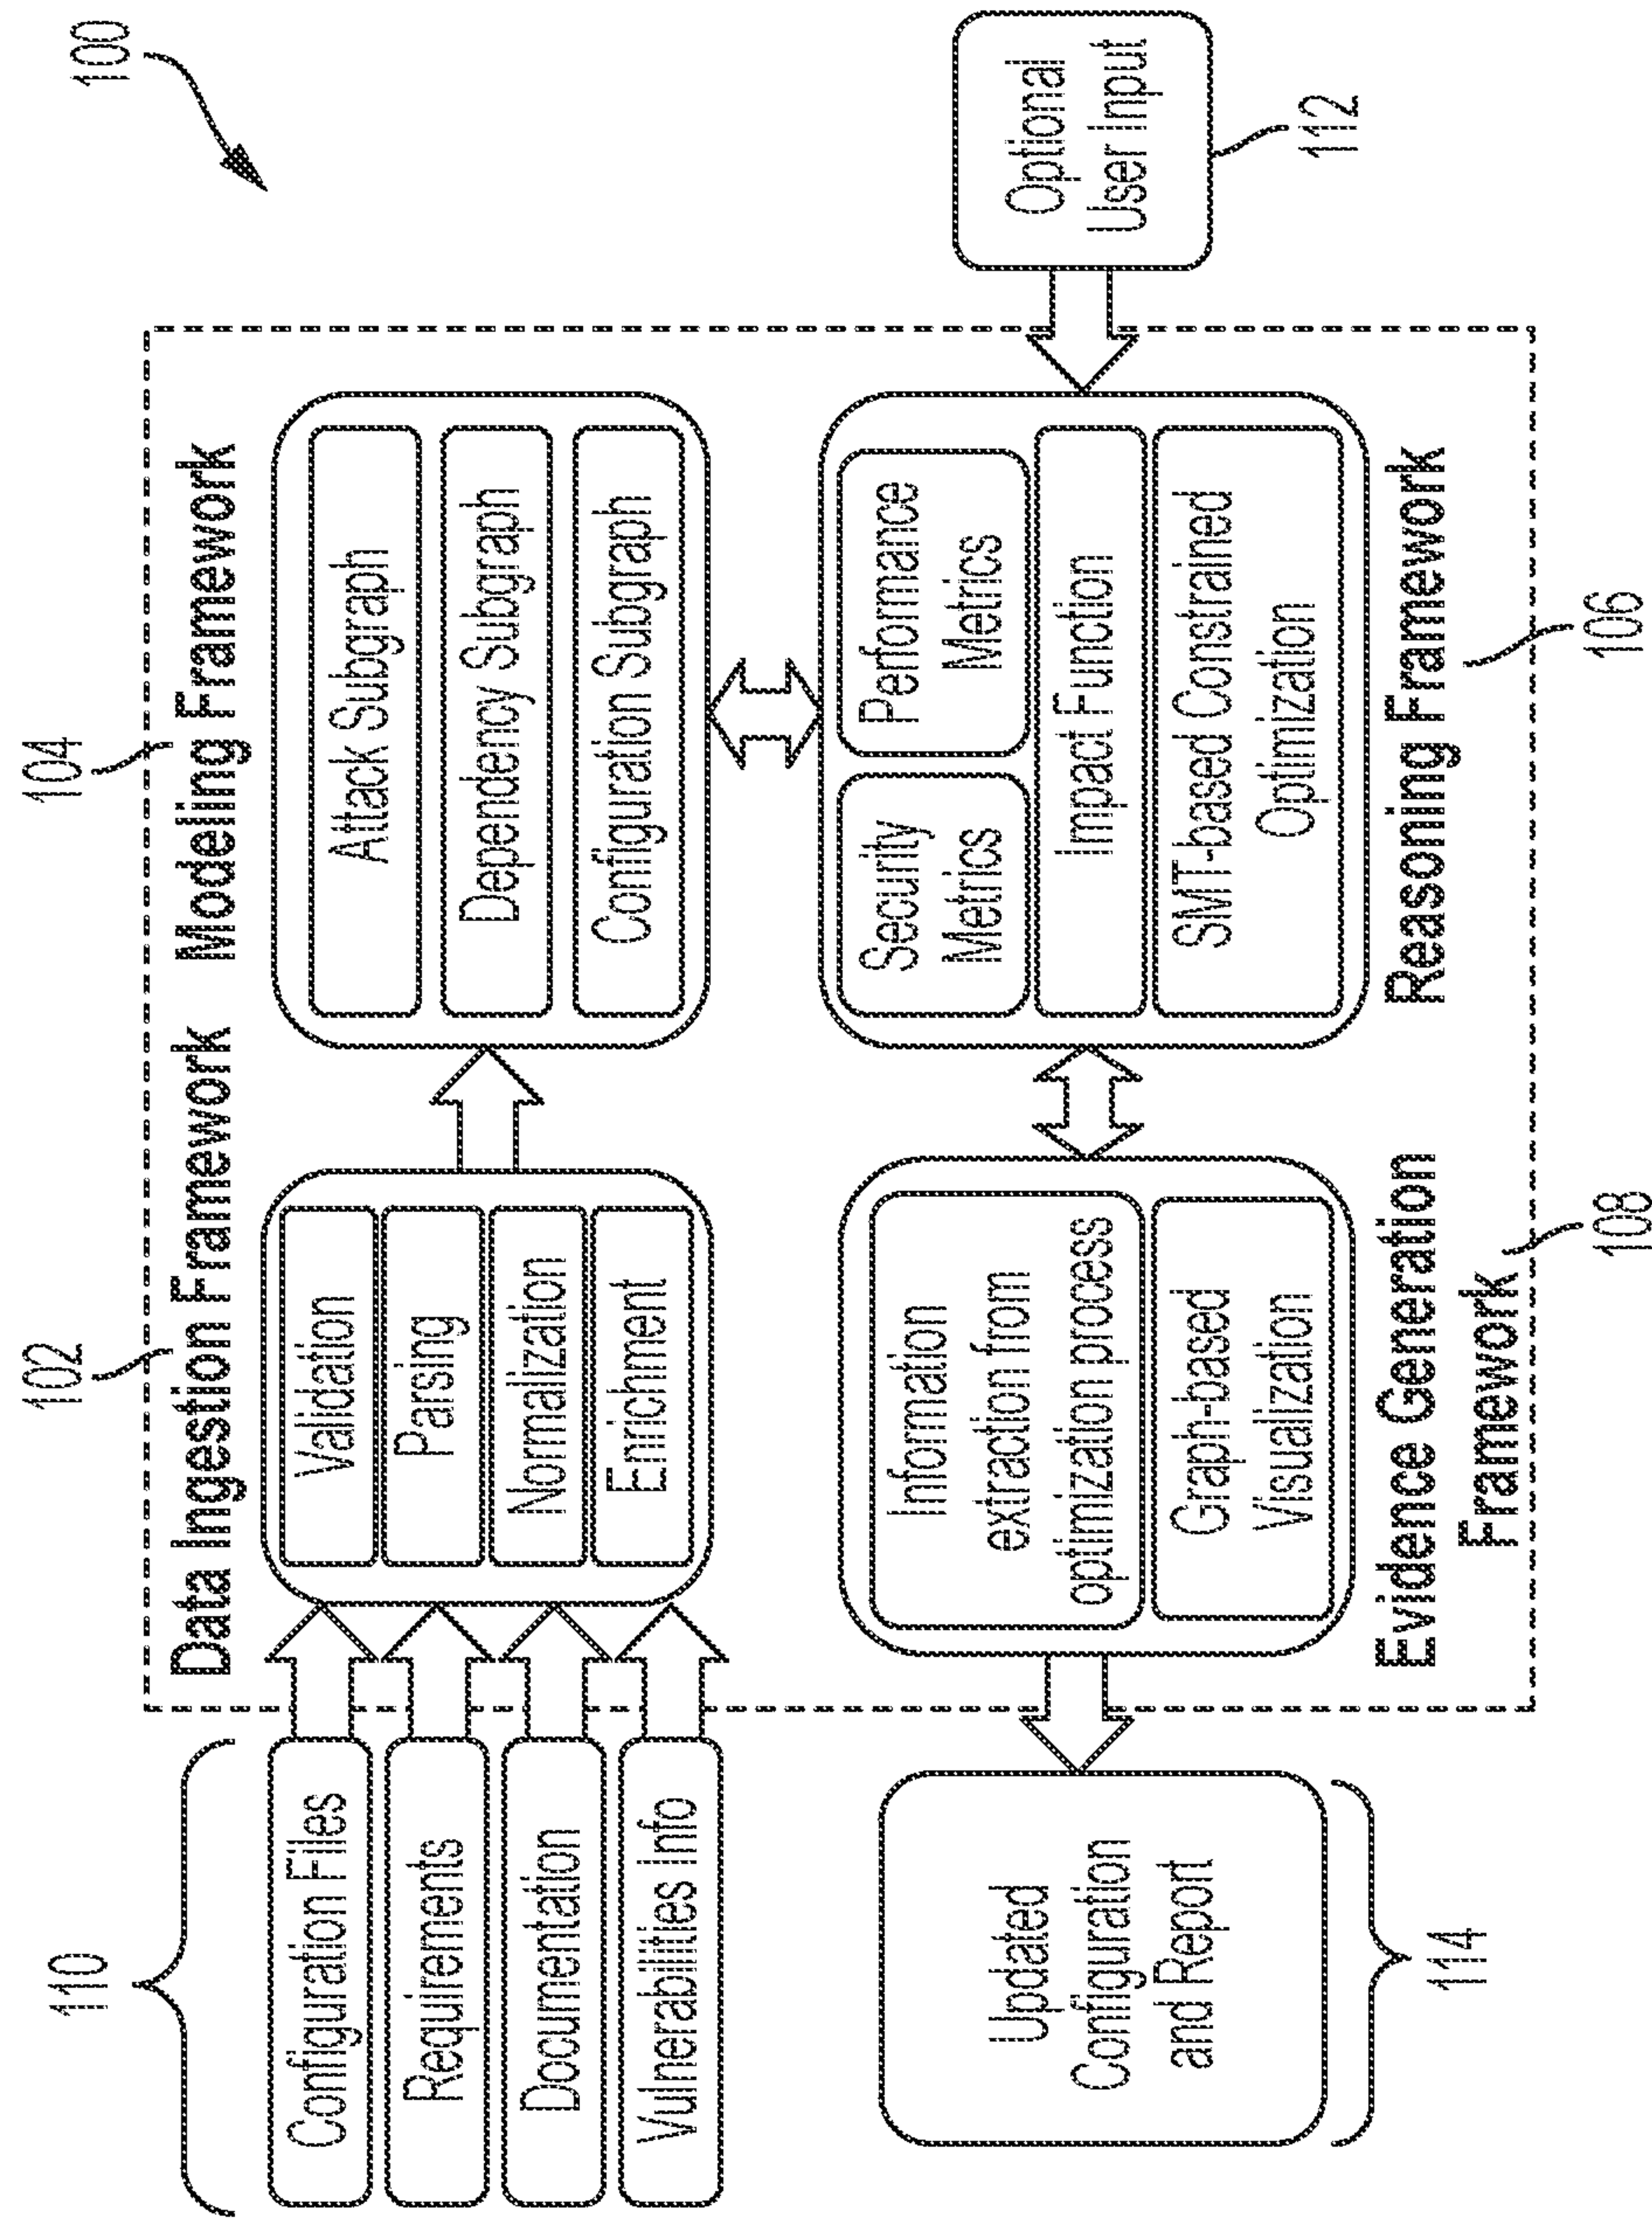 100
110
102
104
Data Ingestion Framework
Modeling Framework
Configuration Files
Requirements
Documentation
Vulnerabilities Info
Validation
Parsing
Normalization
Enrichment
Attack Subgraph
Dependency Subgraph
Configuration Subgraph
Updated
Configuration
and Report
114
Information
extraction from
optimization process
Graph-based
Visualization
Evidence Generation
Framework
108
Security
Metrics
Performance
Metrics
Impact Function
SMT-based Constrained
Optimization
Reasoning Framework
106
Optional
User Input
112